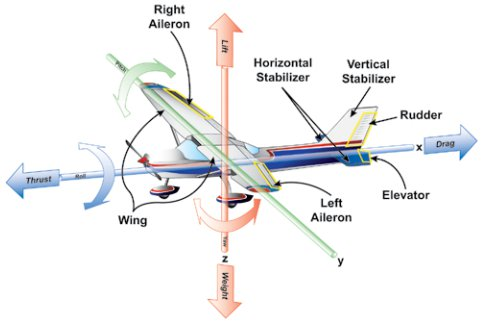 Right
Aileron
Lift
Pitch
Horizontal
Stabilizer
Vertical
Stabilizer
Rudder
x
Drag
Thrust
Roll
Wing
Left
Aileron
Elevator
Yaw
z
y
Weight